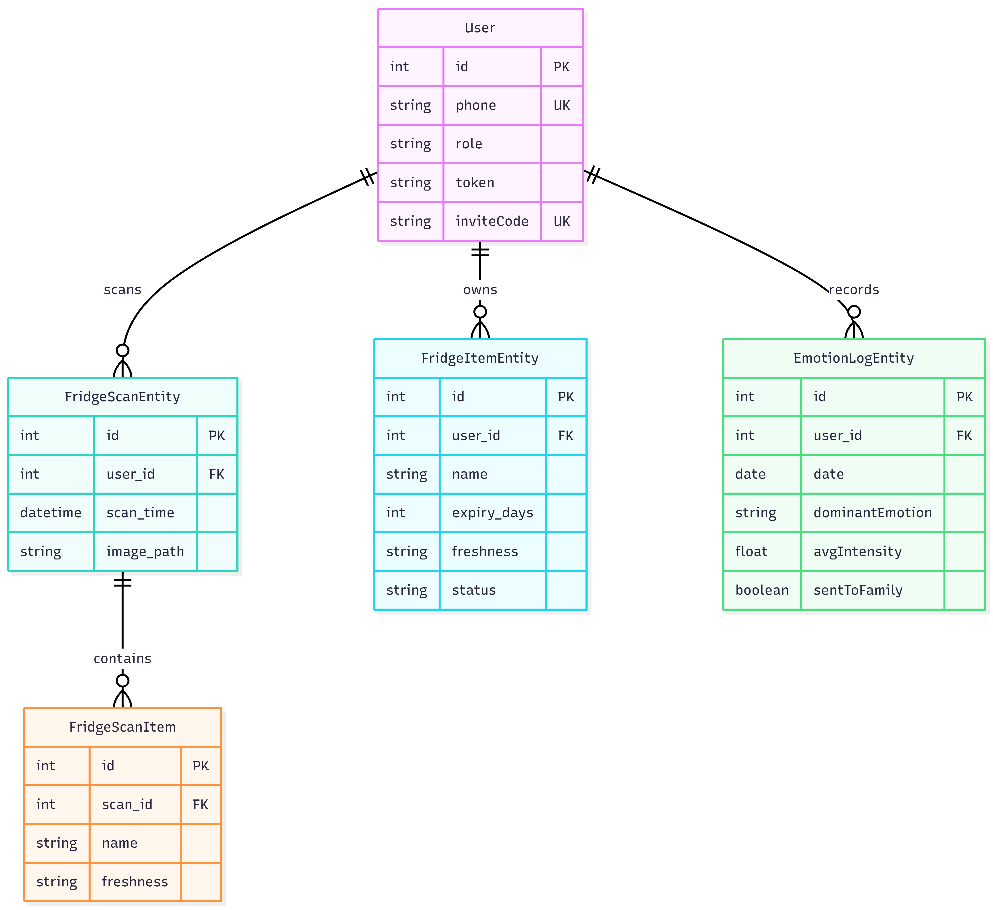 User
int id PK
string phone UK
string role
string token
string inviteCode UK
scans
owns
records
FridgeScanEntity
int id PK
int user_id FK
datetime scan_time
string image_path
FridgeItemEntity
int id PK
int user_id FK
string name
int expiry_days
string freshness
string status
EmotionLogEntity
int id PK
int user_id FK
date date
string dominantEmotion
float avgIntensity
boolean sentToFamily
contains
FridgeScanItem
int id PK
int scan_id FK
string name
string freshness